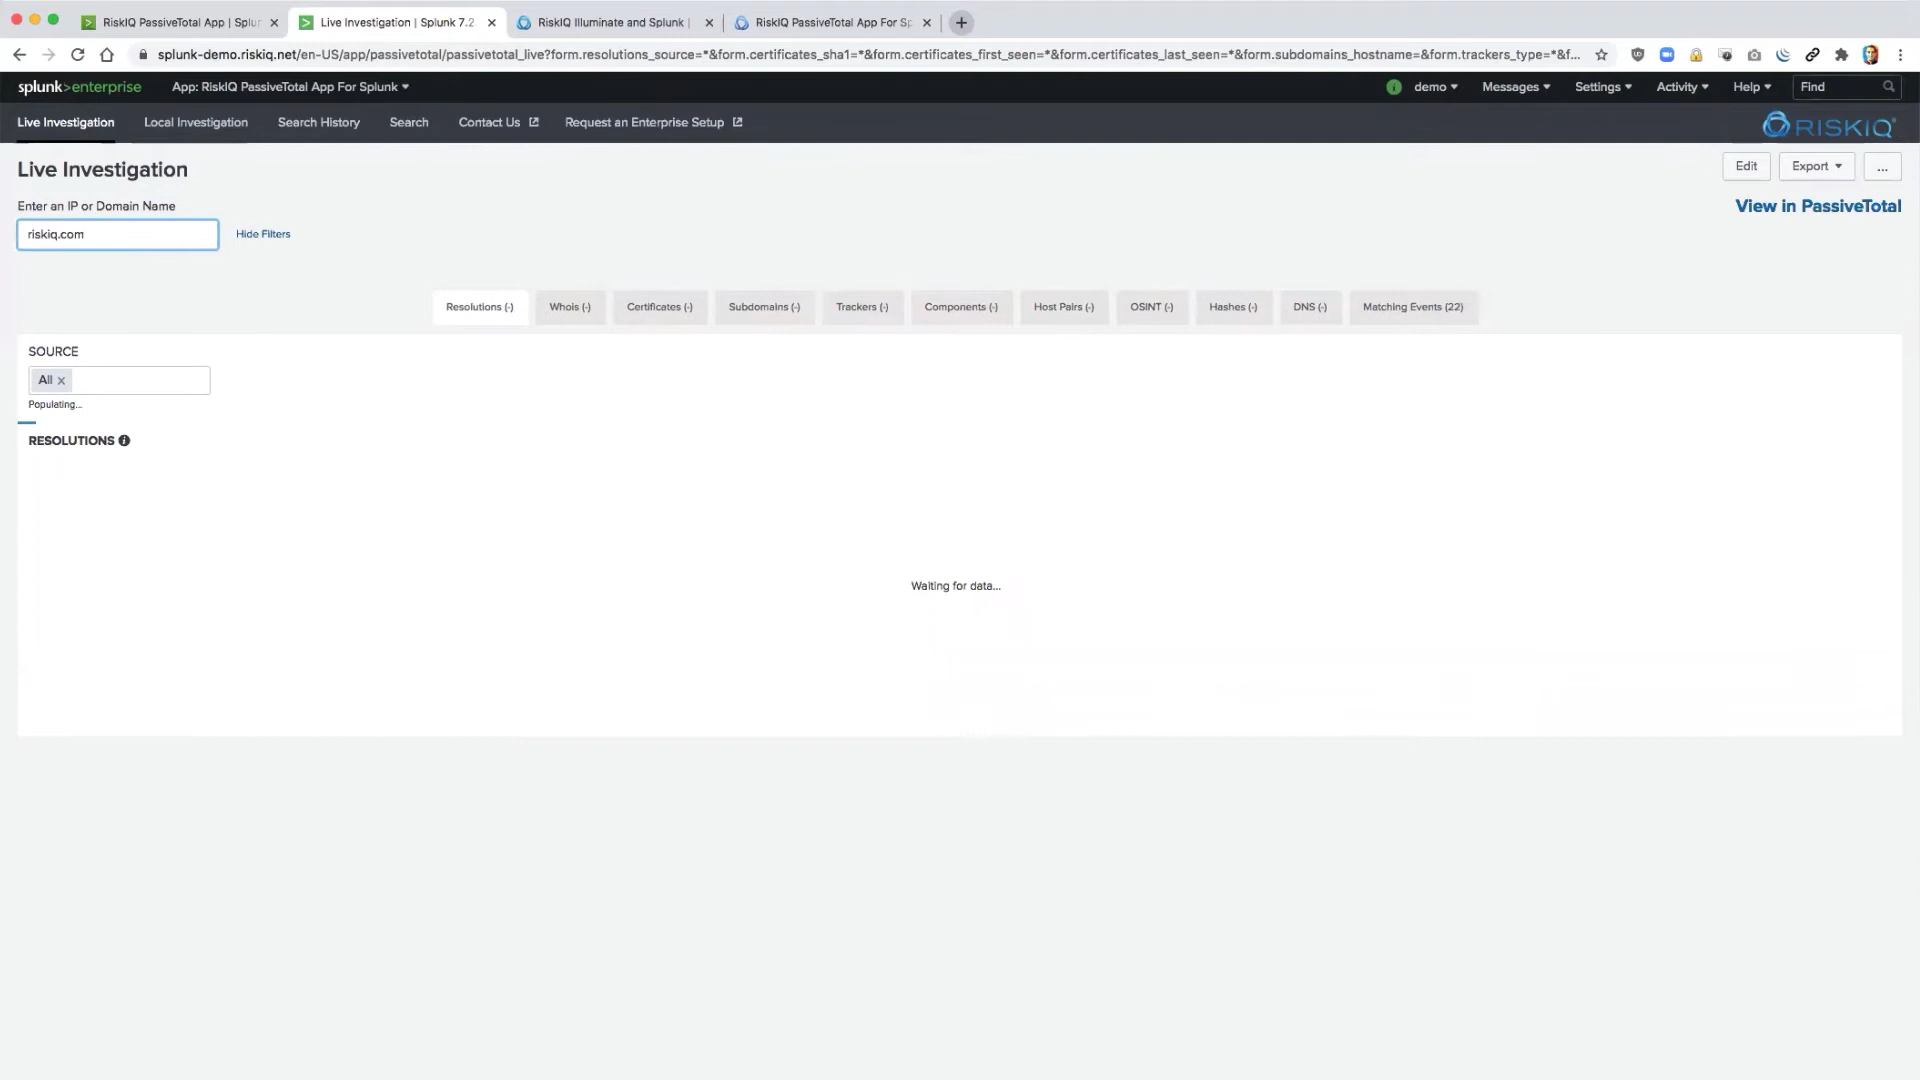 RiskIQ PassiveTotal App | Splun
Live Investigation | Splunk 7.2
RiskIQ Illuminate and Splunk |
RiskIQ PassiveTotal App For Sp
splunk-demo.riskiq.net/en-US/app/passivetotal/passivetotal_live?form.resolutions_source=*&form.certificates_sha1=*&form.certificates_first_seen=*&form.certificates_last_seen=*&form.subdomains_hostname=&form.trackers_type=*&f...
splunk>enterprise App: RiskIQ PassiveTotal App For Splunk
i demo Messages Settings Activity Help Find
Live Investigation Local Investigation Search History Search Contact Us Request an Enterprise Setup
RISKIQ
Live Investigation
Edit Export ...
Enter an IP or Domain Name
View in PassiveTotal
riskiq.com Hide Filters
Resolutions (-) Whois (-) Certificates (-) Subdomains (-) Trackers (-) Components (-) Host Pairs (-) OSINT (-) Hashes (-) DNS (-) Matching Events (22)
SOURCE
All
Populating...
RESOLUTIONS
Waiting for data...